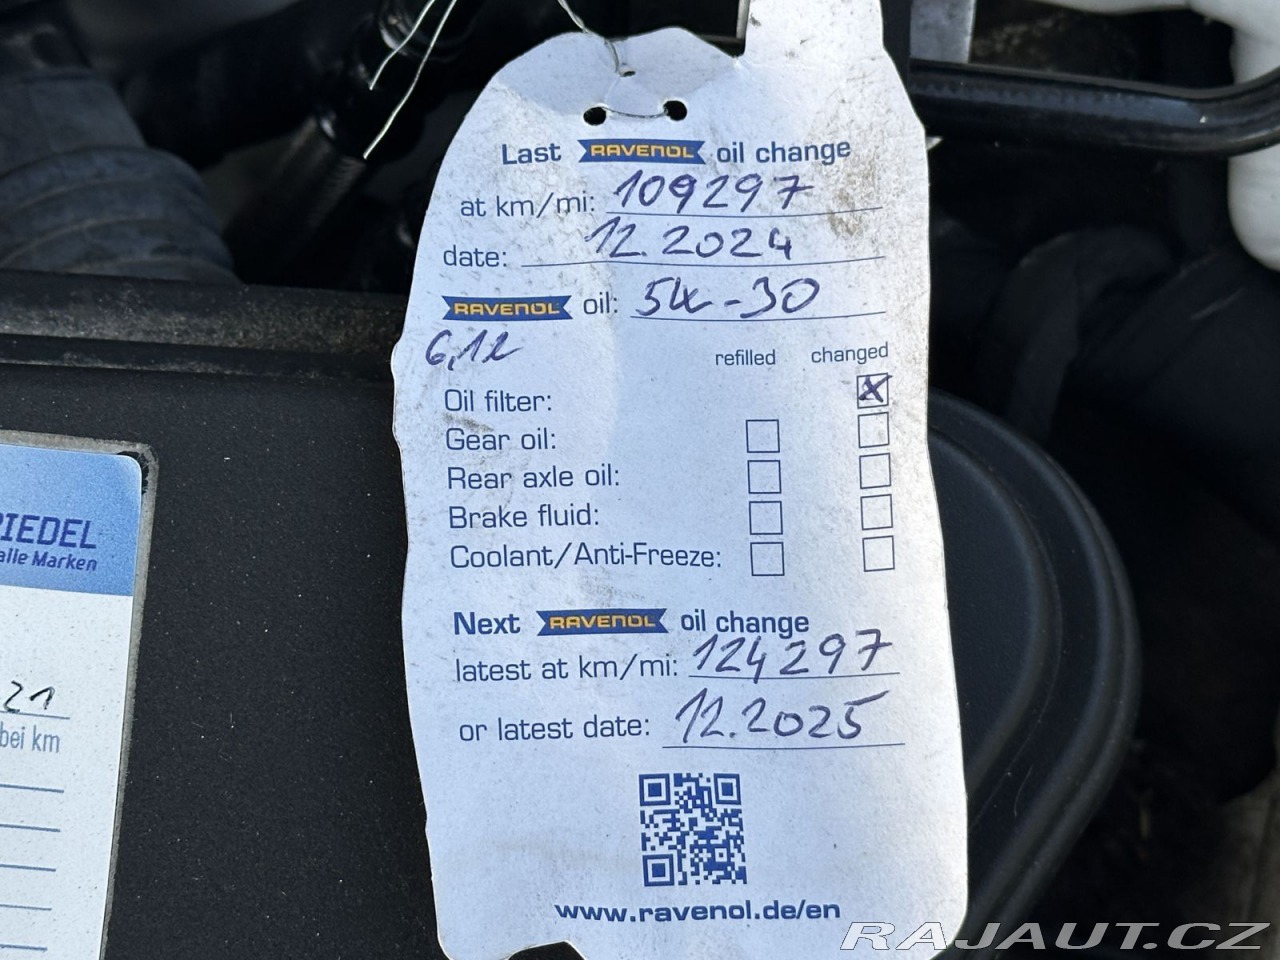 Last RAVENOL oil change
at km/mi: 109297
date: 12.2024
RAVENOL oil: 5W-30
6,1l
refilled changed
Oil filter: X
Gear oil:
Rear axle oil:
Brake fluid:
Coolant/Anti-Freeze:
Next RAVENOL oil change
latest at km/mi: 124297
or latest date: 12.2025
www.ravenol.de/en
RIEDEL
alle Marken
21
bei km
RAJAUT.CZ